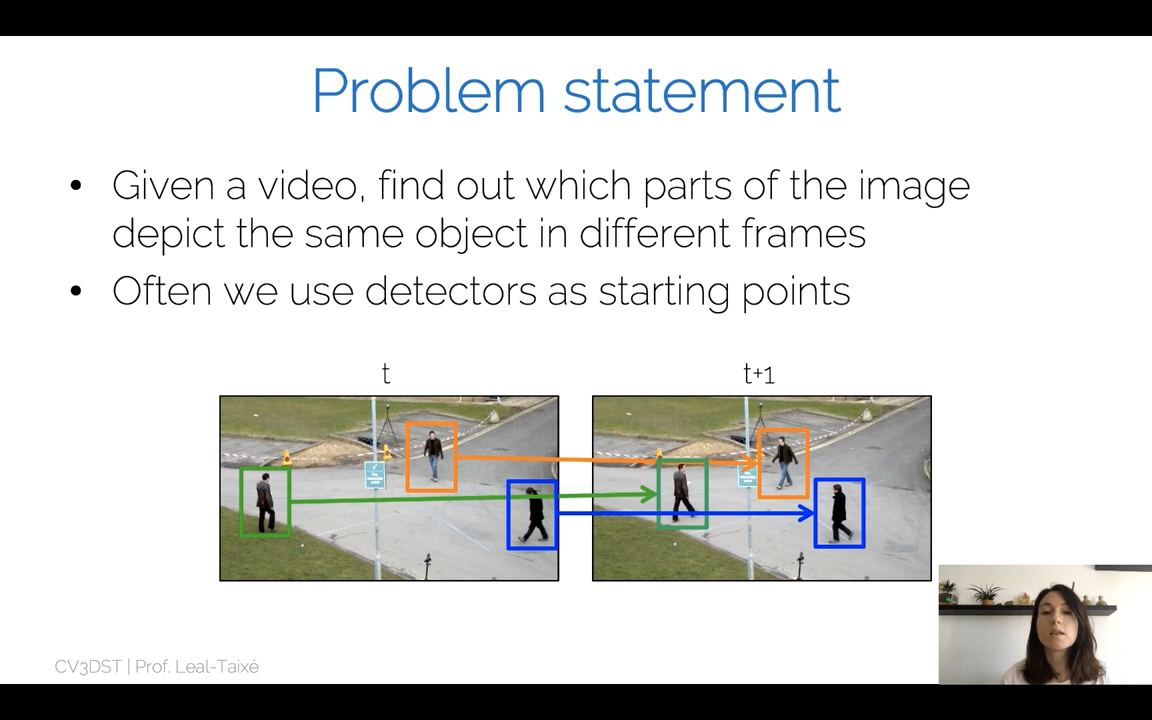 Problem statement
• Given a video, find out which parts of the image
depict the same object in different frames
• Often we use detectors as starting points
t
t+1
CV3DST | Prof. Leal-Taixé